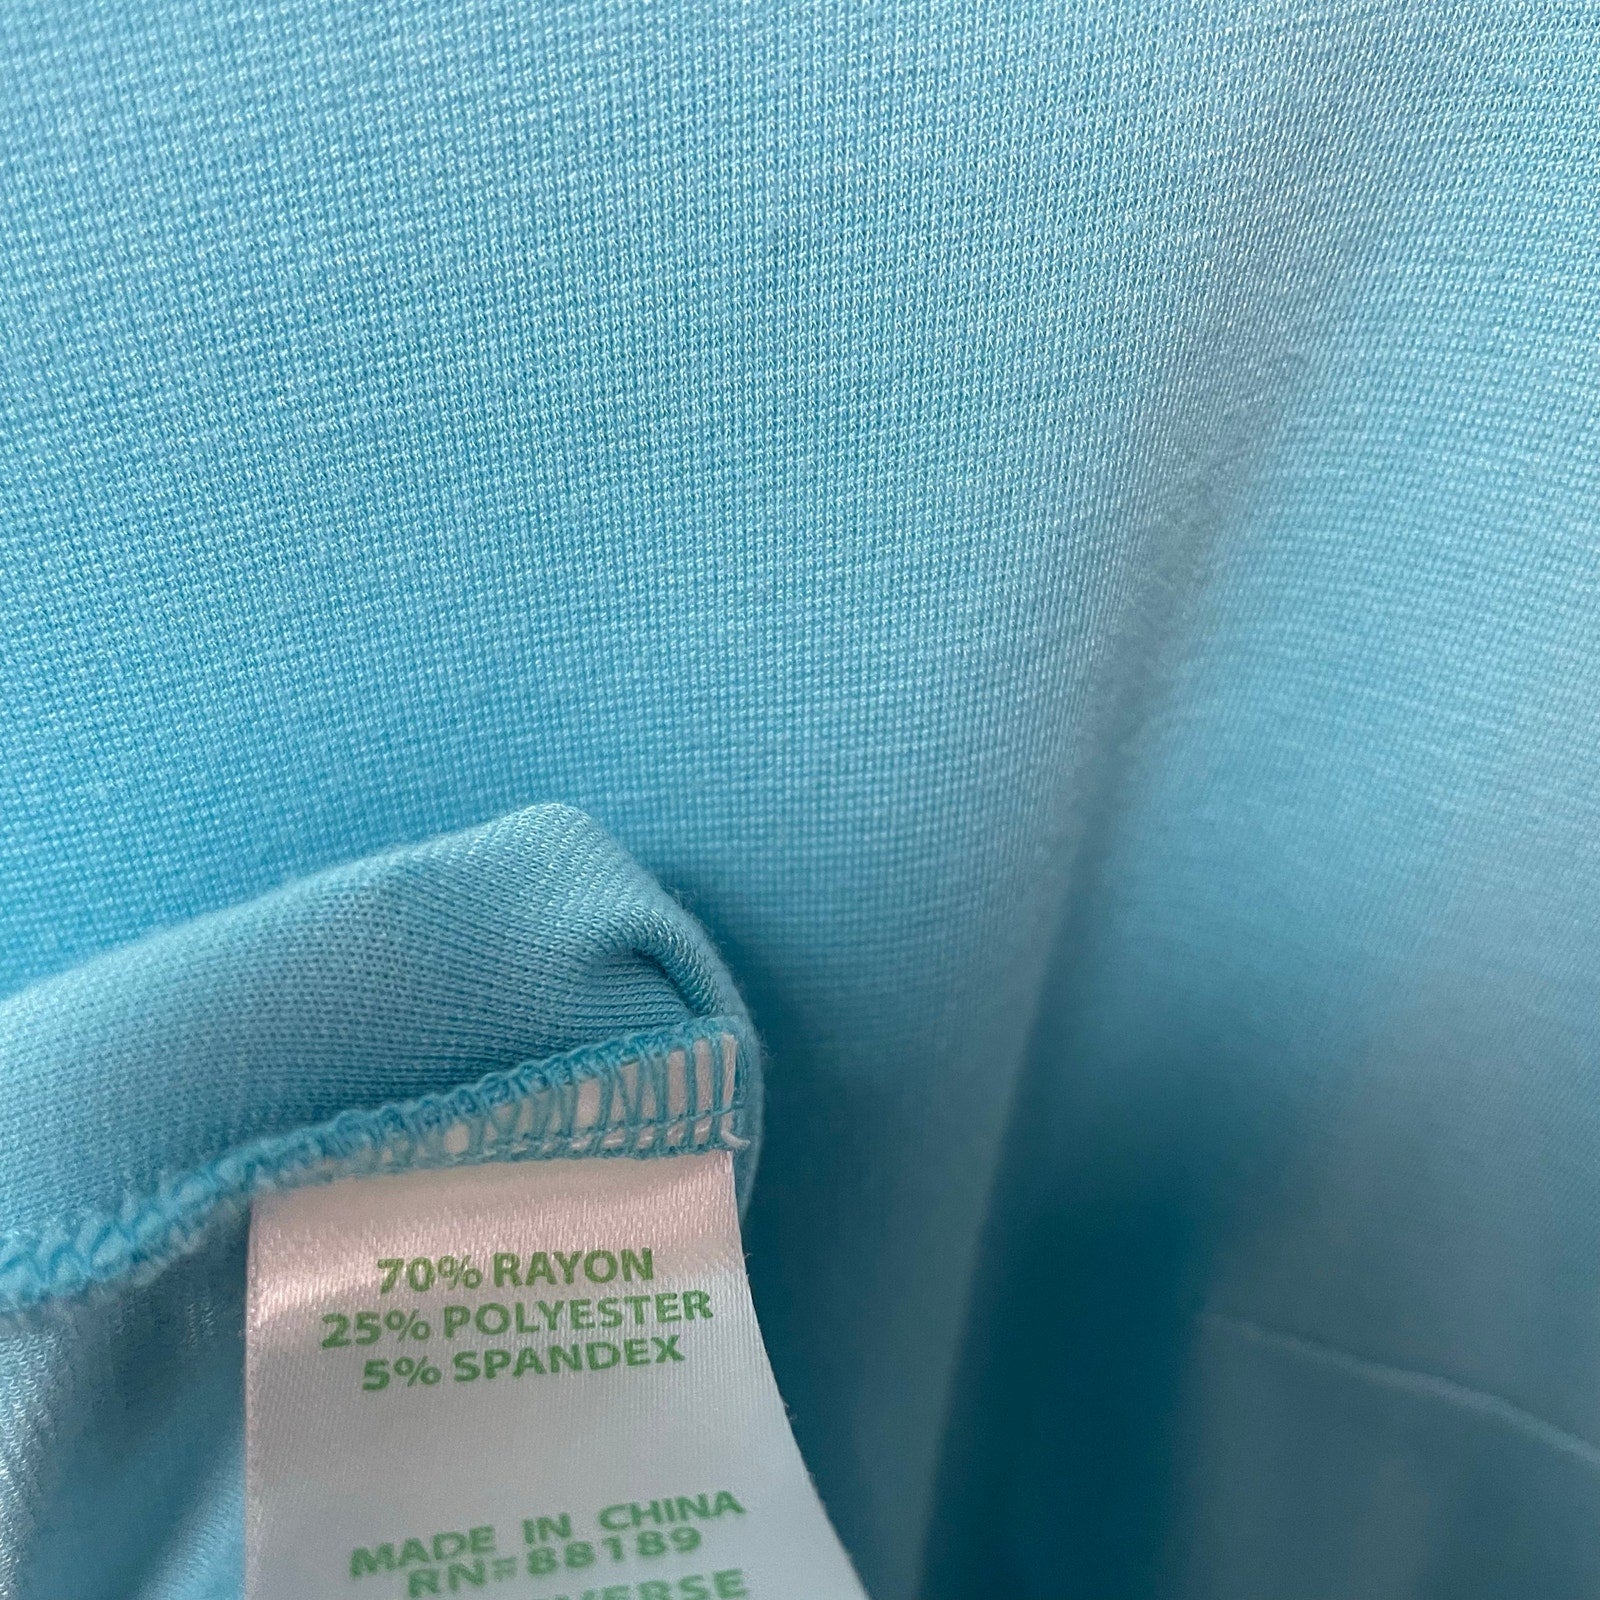 70% RAYON
25% POLYESTER
5% SPANDEX
MADE IN CHINA
RN# 88189